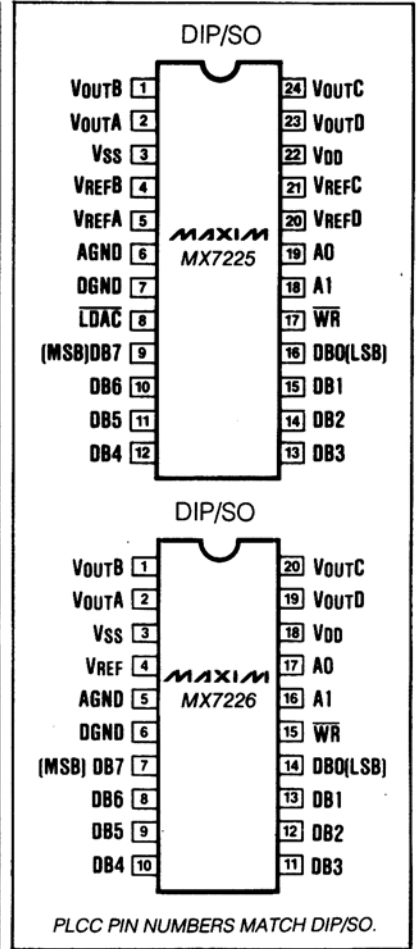 DIP/SO
VOUTB 1 24 VOUTC
VOUTA 2 23 VOUTD
VSS 3 22 VDD
VREFB 4 21 VREFC
VREFA 5 20 VREFD
AGND 6 MAXIM 19 A0
DGND 7 MX7225 18 A1
LDAC 8 17 WR
(MSB)DB7 9 16 DB0(LSB)
DB6 10 15 DB1
DB5 11 14 DB2
DB4 12 13 DB3
DIP/SO
VOUTB 1 20 VOUTC
VOUTA 2 19 VOUTD
VSS 3 18 VDD
VREF 4 MAXIM 17 A0
AGND 5 MX7226 16 A1
DGND 6 15 WR
(MSB) DB7 7 14 DB0(LSB)
DB6 8 13 DB1
DB5 9 12 DB2
DB4 10 11 DB3
PLCC PIN NUMBERS MATCH DIP/SO.